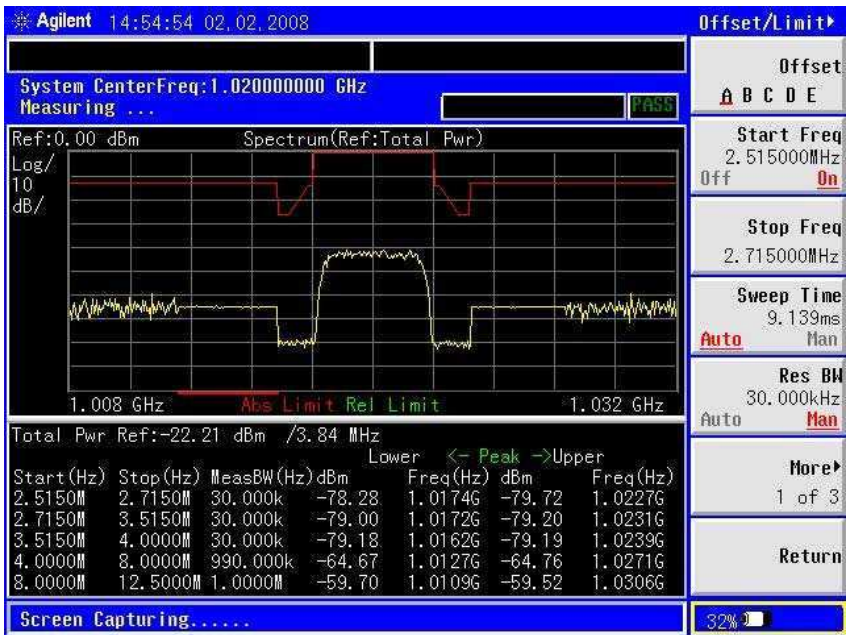 Agilent 14:54:54 02,02,2008
Offset/Limit
System CenterFreq:1.020000000 GHz
Measuring ...
PASS
Ref:0.00 dBm Spectrum(Ref:Total Pwr)
Log/
10
dB/
1.008 GHz Abs Limit Rel Limit 1.032 GHz
Total Pwr Ref:-22.21 dBm /3.84 MHz
Lower <- Peak ->Upper
Start(Hz) Stop(Hz) MeasBW(Hz) dBm Freq(Hz) dBm Freq(Hz)
2.5150M 2.7150M 30.000k -78.28 1.0174G -79.72 1.0227G
2.7150M 3.5150M 30.000k -79.00 1.0172G -79.20 1.0231G
3.5150M 4.0000M 30.000k -79.18 1.0162G -79.19 1.0239G
4.0000M 8.0000M 990.000k -64.67 1.0127G -64.76 1.0271G
8.0000M 12.5000M 1.0000M -59.70 1.0109G -59.52 1.0306G
Screen Capturing......
Offset
A B C D E
Start Freq
2.515000MHz
Off On
Stop Freq
2.715000MHz
Sweep Time
9.139ms
Auto Man
Res BW
30.000kHz
Auto Man
More
1 of 3
Return
32%